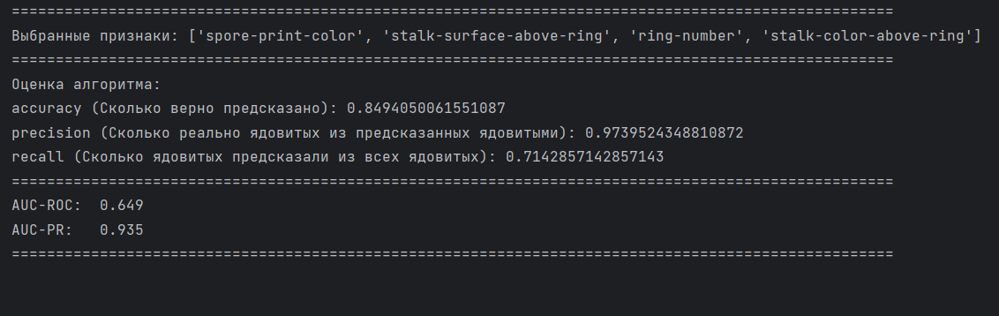 ====================================================================================================
Выбранные признаки: ['spore-print-color', 'stalk-surface-above-ring', 'ring-number', 'stalk-color-above-ring']
====================================================================================================
Оценка алгоритма:
accuracy (Сколько верно предсказано): 0.8494050061551087
precision (Сколько реально ядовитых из предсказанных ядовитыми): 0.9739524348810872
recall (Сколько ядовитых предсказали из всех ядовитых): 0.7142857142857143
====================================================================================================
AUC-ROC:  0.649
AUC-PR:   0.935
====================================================================================================